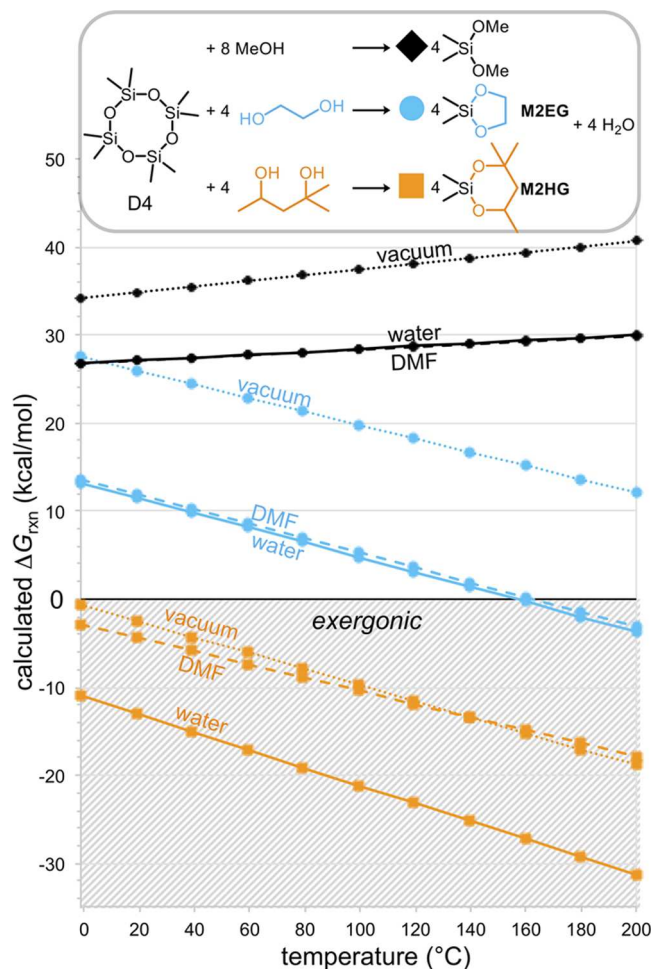 + 8 MeOH
4
OMe
Si
OMe
D4
Si
O
Si
O
Si
O
Si
O
+ 4
HO
OH
4
Si
O
O
M2EG
+ 4 H₂O
+ 4
OH
OH
4
Si
O
O
M2HG
calculated ΔGrxn (kcal/mol)
50
40
30
20
10
0
-10
-20
-30
vacuum
water
DMF
vacuum
DMF
water
exergonic
vacuum
DMF
water
0
20
40
60
80
100
120
140
160
180
200
temperature (°C)